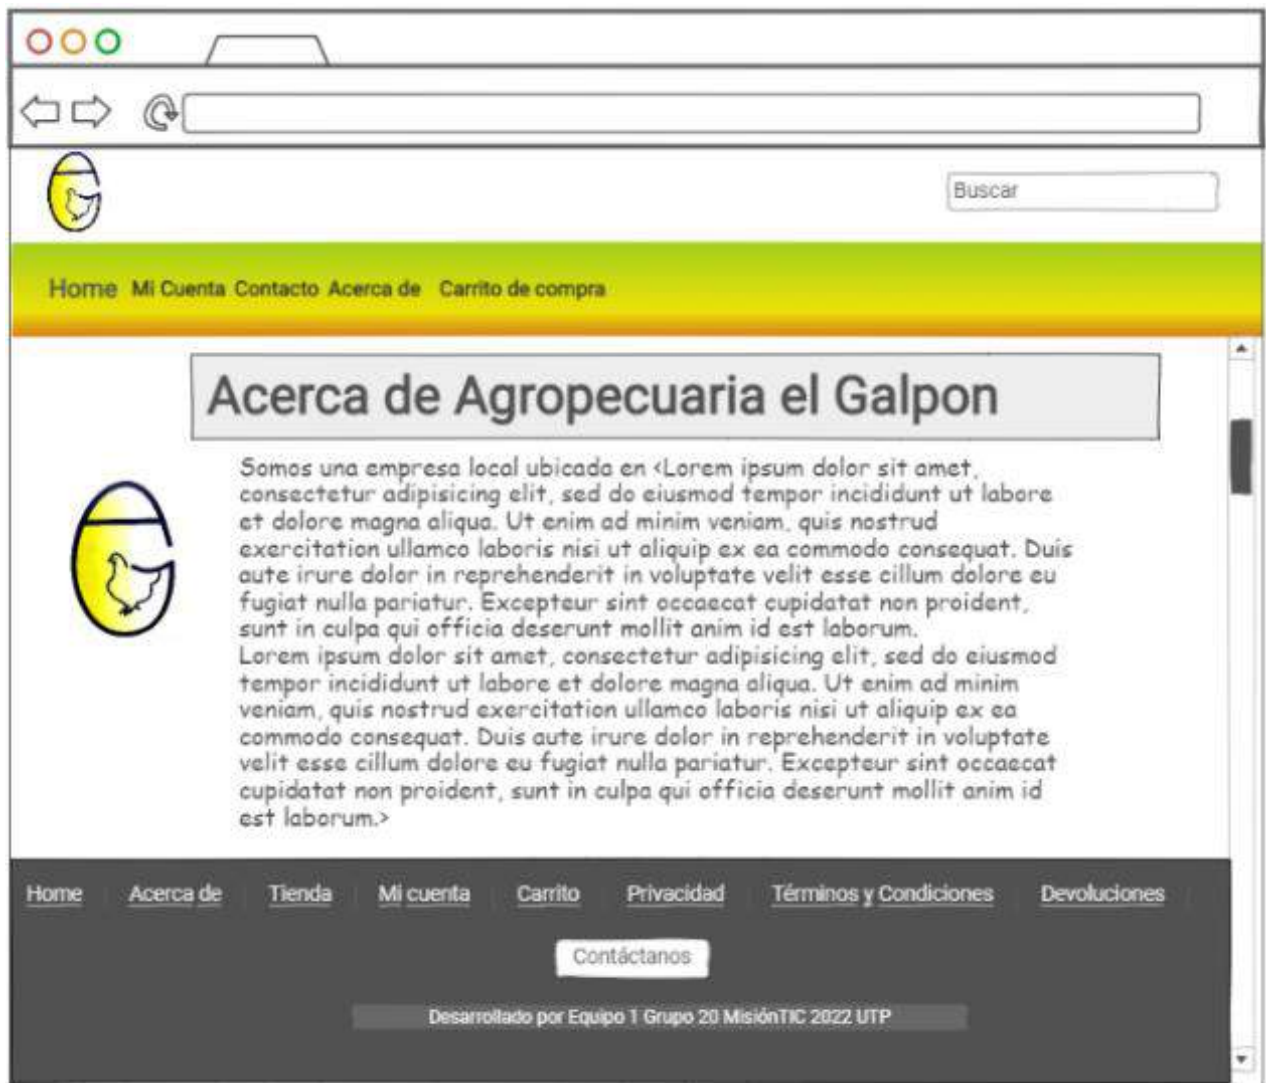 Buscar
Home Mi Cuenta Contacto Acerca de Carrito de compra
Acerca de Agropecuaria el Galpon
Somos una empresa local ubicada en <Lorem ipsum dolor sit amet,
consectetur adipisicing elit, sed do eiusmod tempor incididunt ut labore
et dolore magna aliqua. Ut enim ad minim veniam, quis nostrud
exercitation ullamco laboris nisi ut aliquip ex ea commodo consequat. Duis
aute irure dolor in reprehenderit in voluptate velit esse cillum dolore eu
fugiat nulla pariatur. Excepteur sint occaecat cupidatat non proident,
sunt in culpa qui officia deserunt mollit anim id est laborum.
Lorem ipsum dolor sit amet, consectetur adipisicing elit, sed do eiusmod
tempor incididunt ut labore et dolore magna aliqua. Ut enim ad minim
veniam, quis nostrud exercitation ullamco laboris nisi ut aliquip ex ea
commodo consequat. Duis aute irure dolor in reprehenderit in voluptate
velit esse cillum dolore eu fugiat nulla pariatur. Excepteur sint occaecat
cupidatat non proident, sunt in culpa qui officia deserunt mollit anim id
est laborum.>
Home Acerca de Tienda Mi cuenta Carrito Privacidad Términos y Condiciones Devoluciones
Contáctanos
Desarrollado por Equipo 1 Grupo 20 MisiónTIC 2022 UTP